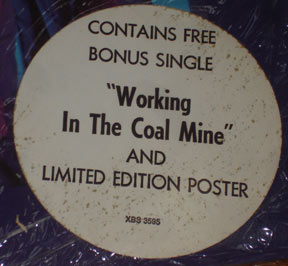 CONTAINS FREE
BONUS SINGLE
"Working
In The Coal Mine"
AND
LIMITED EDITION POSTER
XBS 3595